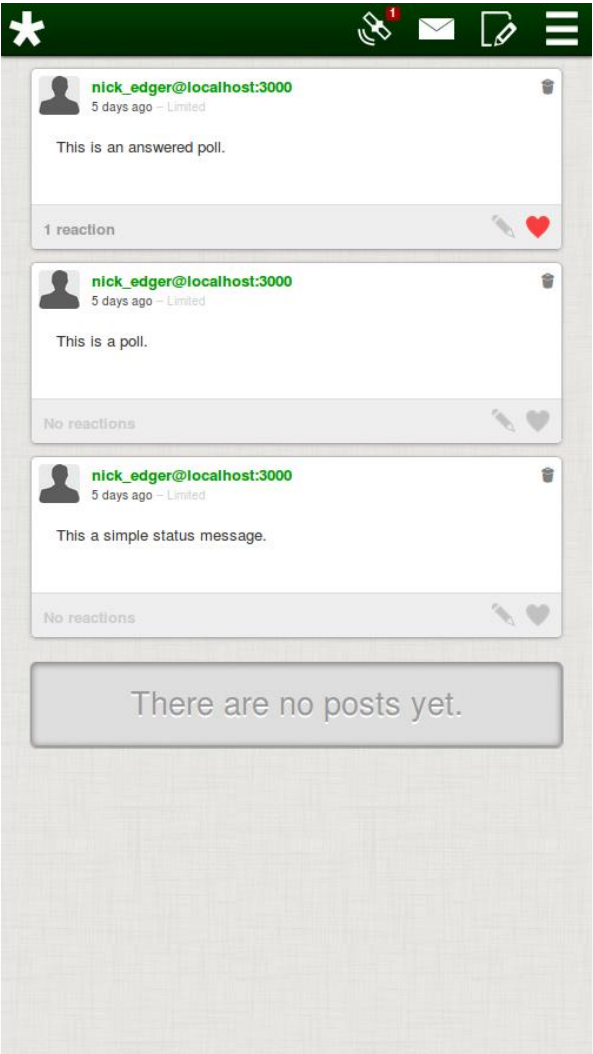 1
nick_edger@localhost:3000
5 days ago – Limited
This is an answered poll.
1 reaction
nick_edger@localhost:3000
5 days ago – Limited
This is a poll.
No reactions
nick_edger@localhost:3000
5 days ago – Limited
This a simple status message.
No reactions
There are no posts yet.